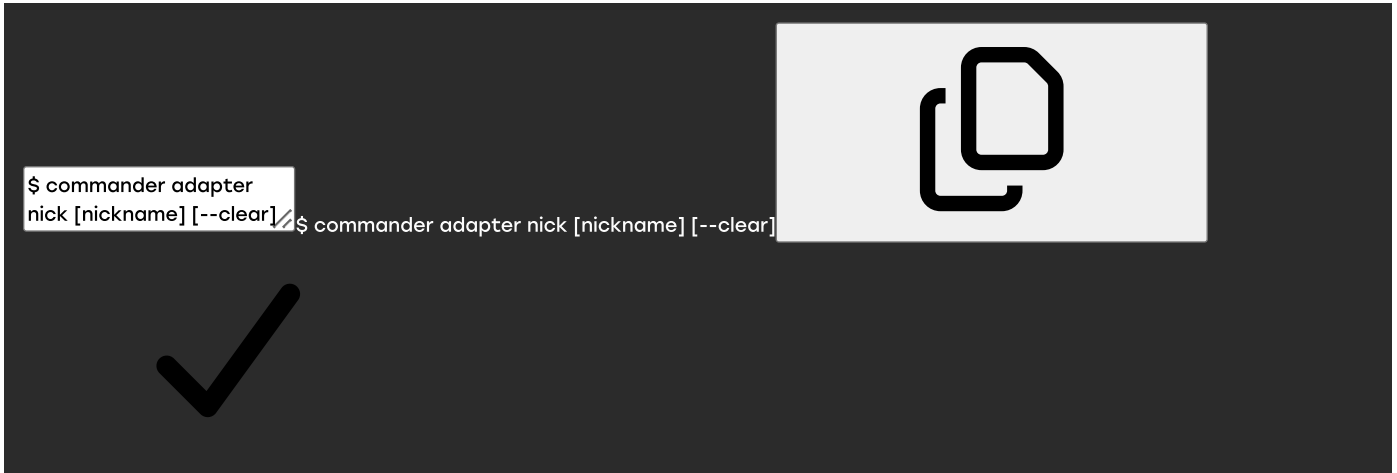 $ commander adapter
nick [nickname] [--clear]
$ commander adapter nick [nickname] [--clear]